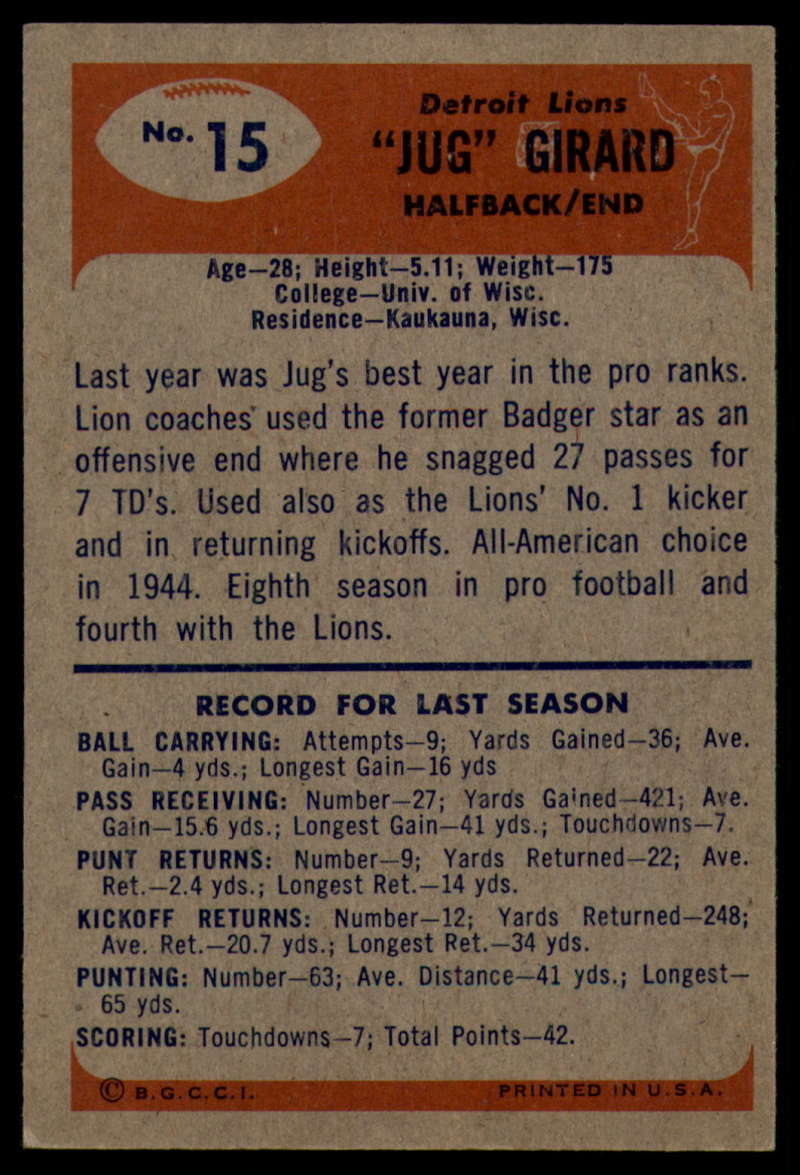 No. 15
Detroit Lions
"JUG" GIRARD
HALFBACK/END
Age—28; Height—5.11; Weight—175
College—Univ. of Wisc.
Residence—Kaukauna, Wisc.
Last year was Jug's best year in the pro ranks.
Lion coaches used the former Badger star as an
offensive end where he snagged 27 passes for
7 TD's. Used also as the Lions' No. 1 kicker
and in returning kickoffs. All-American choice
in 1944. Eighth season in pro football and
fourth with the Lions.
RECORD FOR LAST SEASON
BALL CARRYING: Attempts—9; Yards Gained—36; Ave.
Gain—4 yds.; Longest Gain—16 yds
PASS RECEIVING: Number—27; Yards Gained—421; Ave.
Gain—15.6 yds.; Longest Gain—41 yds.; Touchdowns—7.
PUNT RETURNS: Number—9; Yards Returned—22; Ave.
Ret.—2.4 yds.; Longest Ret.—14 yds.
KICKOFF RETURNS: Number—12; Yards Returned—248;
Ave. Ret.—20.7 yds.; Longest Ret.—34 yds.
PUNTING: Number—63; Ave. Distance—41 yds.; Longest—
65 yds.
SCORING: Touchdowns—7; Total Points—42.
© B.G.C.C.I. PRINTED IN U.S.A.